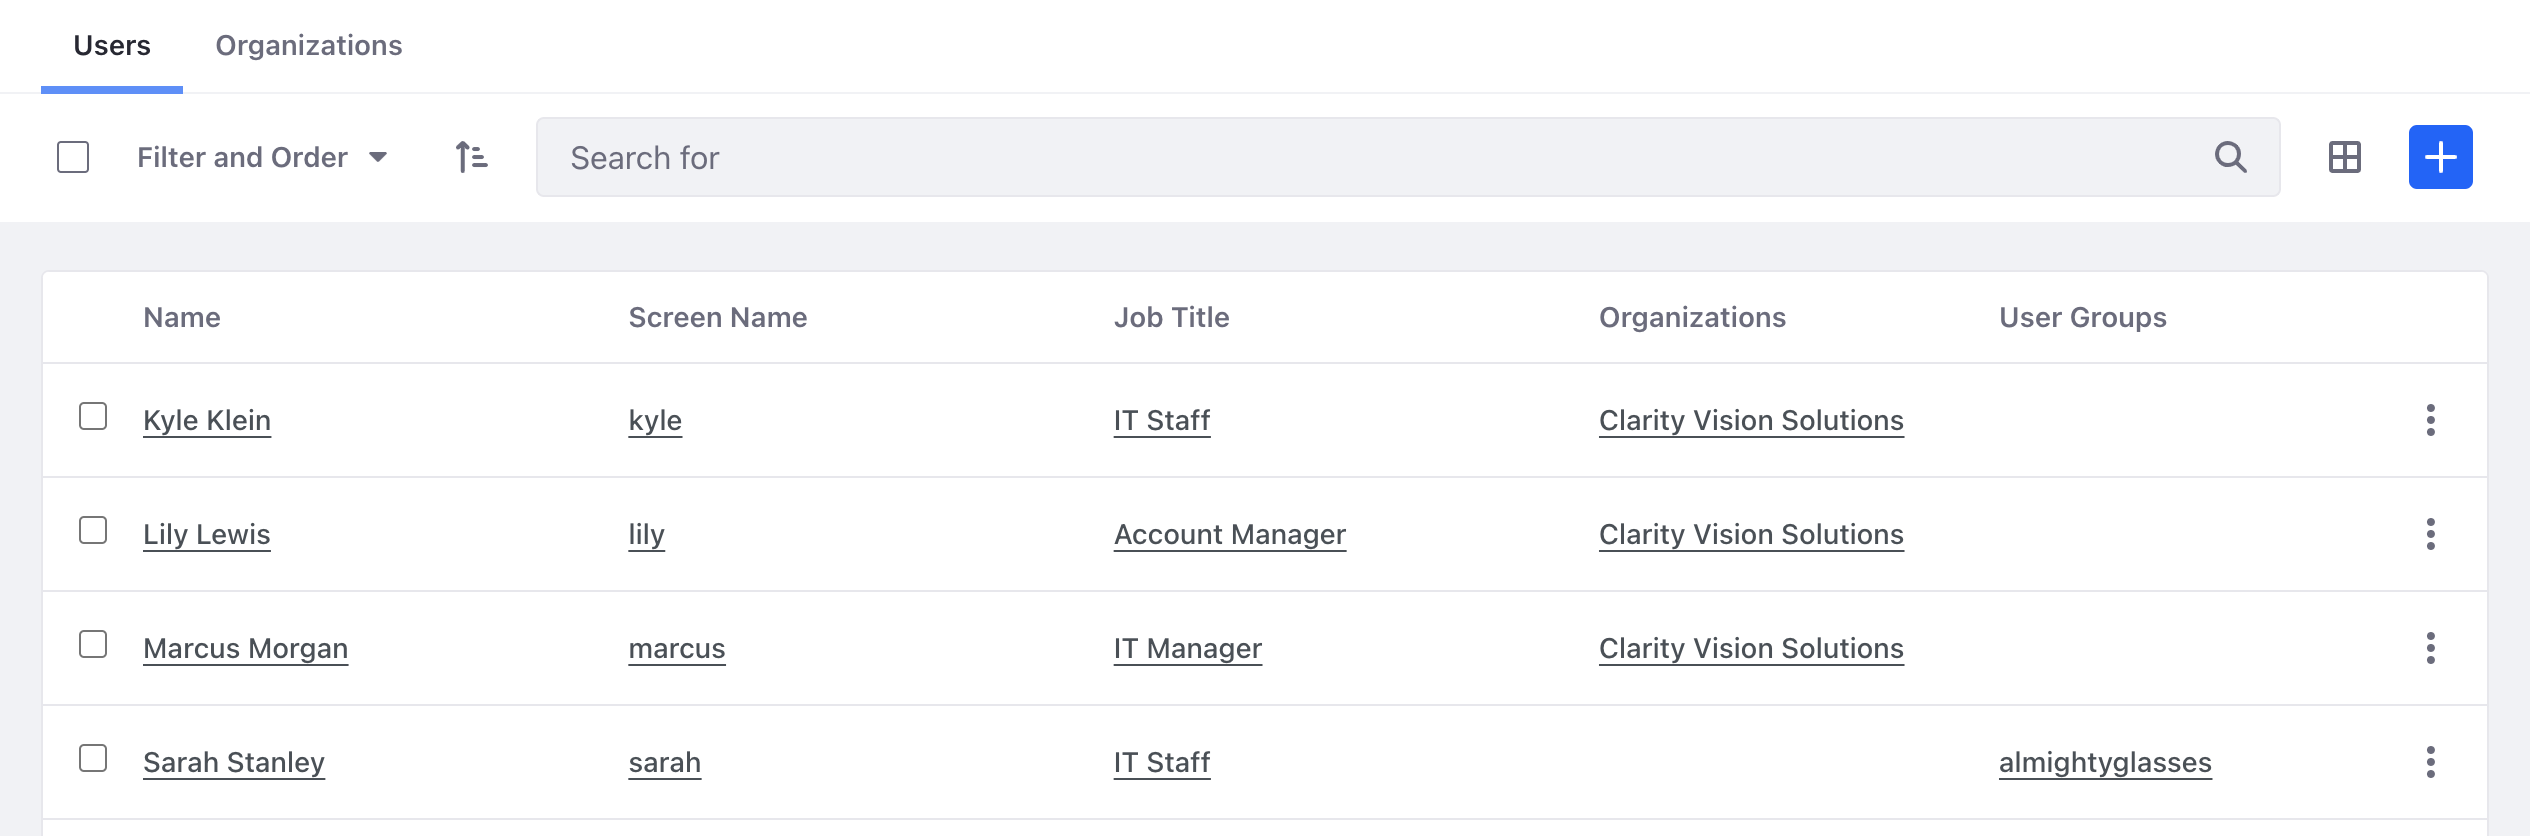 Users Organizations
Filter and Order Search for
Name Screen Name Job Title Organizations User Groups
Kyle Klein kyle IT Staff Clarity Vision Solutions
Lily Lewis lily Account Manager Clarity Vision Solutions
Marcus Morgan marcus IT Manager Clarity Vision Solutions
Sarah Stanley sarah IT Staff almightyglasses